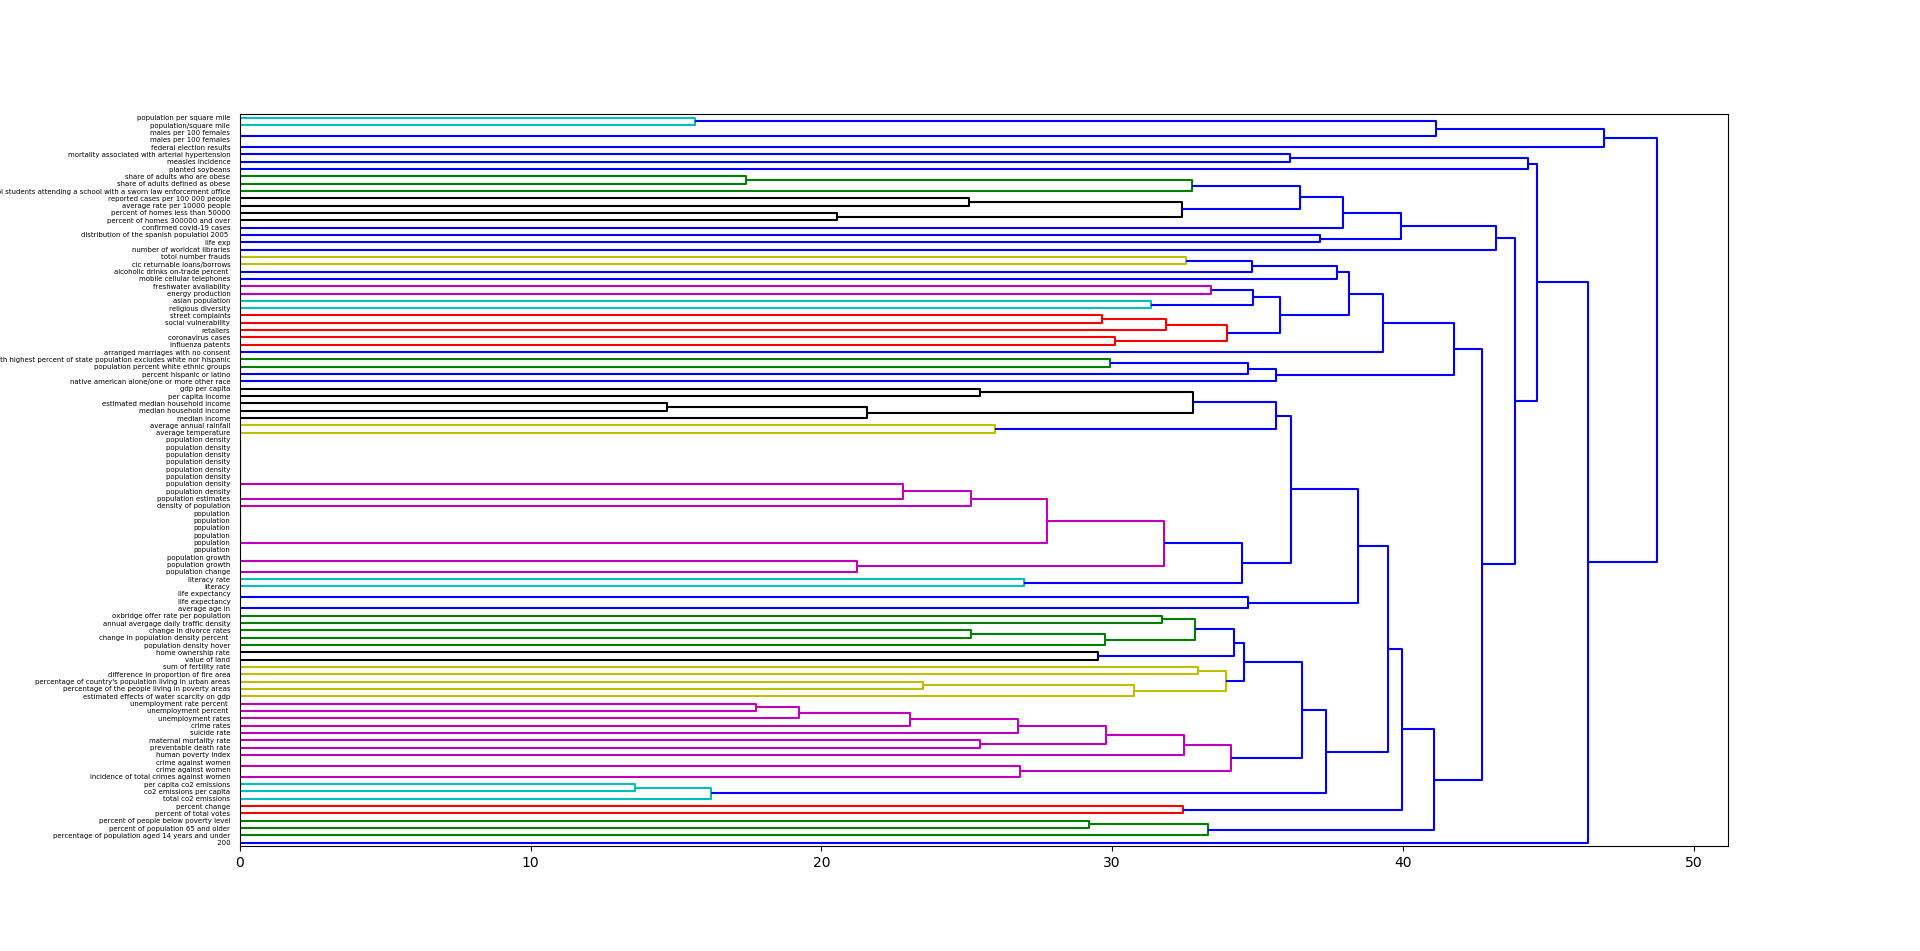 population per square mile
population/square mile
males per 100 females
males per 100 females
federal election results
mortality associated with arterial hypertension
measles incidence
planted soybeans
share of adults who are obese
share of adults defined as obese
students attending a school with a sworn law enforcement office
reported cases per 100 000 people
average rate per 10000 people
percent of homes less than 50000
percent of homes 300000 and over
confirmed covid-19 cases
distribution of the spanish populatiol 2005
life exp
number of worldcat libraries
totol number frauds
cic returnable loans/borrows
alcoholic drinks on-trade percent
mobile cellular telephones
freshwater availability
energy production
asian population
religious diversity
street complaints
social vulnerability
retailers
coronavirus cases
influenza patents
arranged marriages with no consent
highest percent of state population excludes white nor hispanic
population percent white ethnic groups
percent hispanic or latino
native american alone/one or more other race
gdp per capita
per capita income
estimated median household income
median household income
median income
average annual rainfall
average temperature
population density
population density
population density
population density
population density
population density
population density
population density
population estimates
density of population
population
population
population
population
population
population
population growth
population growth
population change
literacy rate
literacy
life expectancy
life expectancy
average age in
oxbridge offer rate per population
annual avergage daily traffic density
change in divorce rates
change in population density percent
population density hover
home ownership rate
value of land
sum of fertility rate
difference in proportion of fire area
percentage of country's population living in urban areas
percentage of the people living in poverty areas
estimated effects of water scarcity on gdp
unemployment rate percent
unemployment percent
unemployment rates
crime rates
suicide rate
maternal mortality rate
preventable death rate
human poverty index
crime against women
crime against women
incidence of total crimes against women
per capita co2 emissions
co2 emissions per capita
total co2 emissions
percent change
percent of total votes
percent of people below poverty level
percent of population 65 and older
percentage of population aged 14 years and under
200
0 10 20 30 40 50